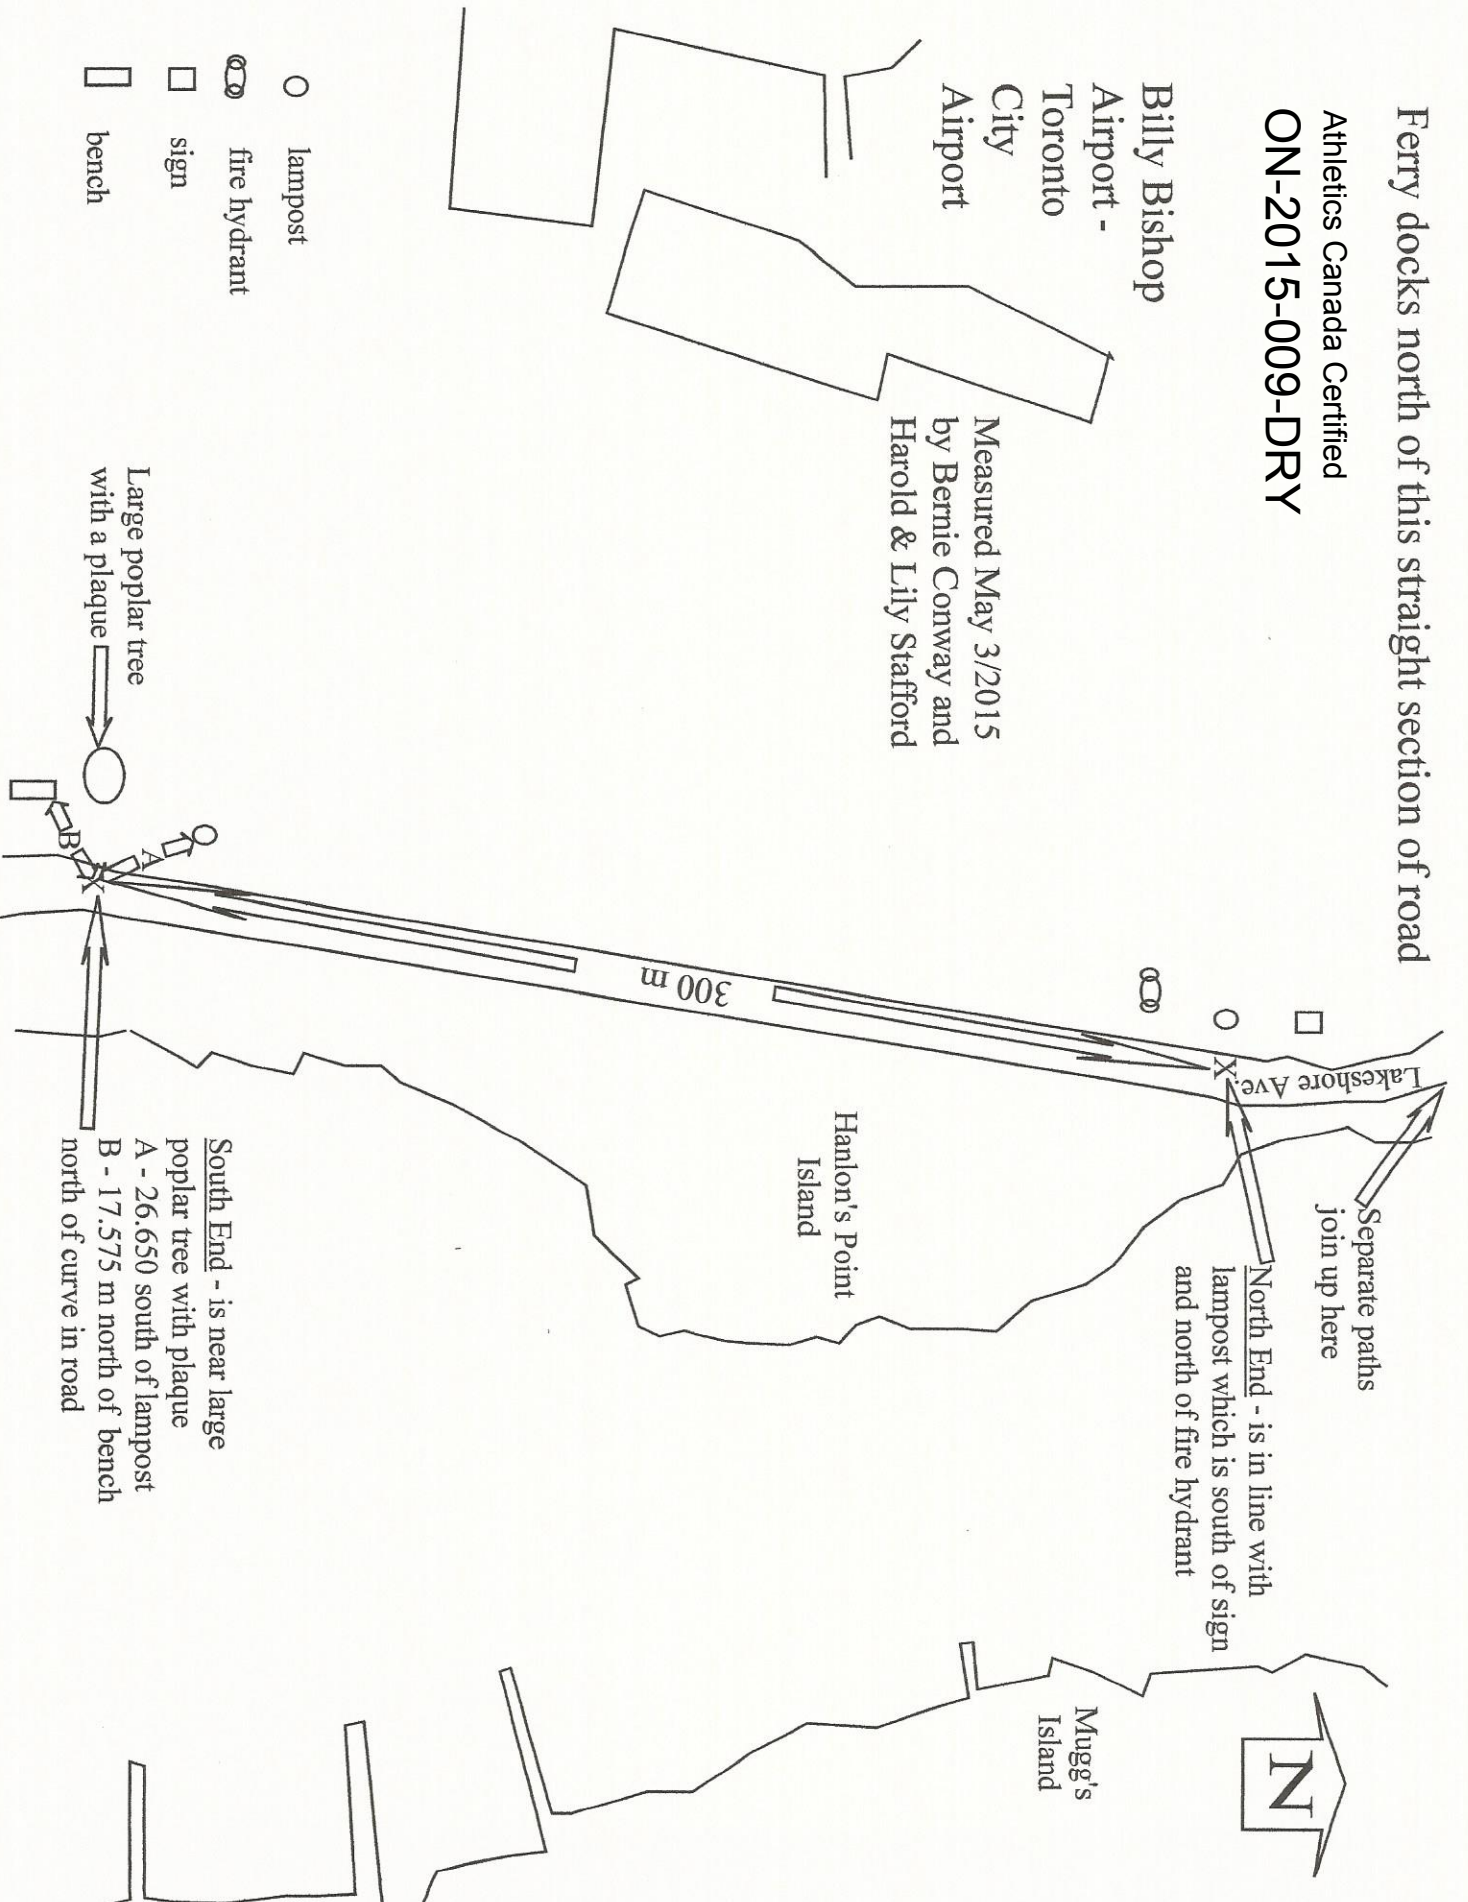 Ferry docks north of this straight section of road
Athletics Canada Certified
ON-2015-009-DRY
Billy Bishop
Airport -
Toronto
City
Airport
Measured May 3/2015
by Bernie Conway and
Harold & Lily Stafford
lampost
fire hydrant
sign
bench
Large poplar tree
with a plaque
A
B
X
300 m
X
Lakeshore Ave.
Separate paths
join up here
North End - is in line with
lampost which is south of sign
and north of fire hydrant
Hanlon's Point
Island
South End - is near large
poplar tree with plaque
A - 26.650 south of lampost
B - 17.575 m north of bench
north of curve in road
Mugg's
Island
N